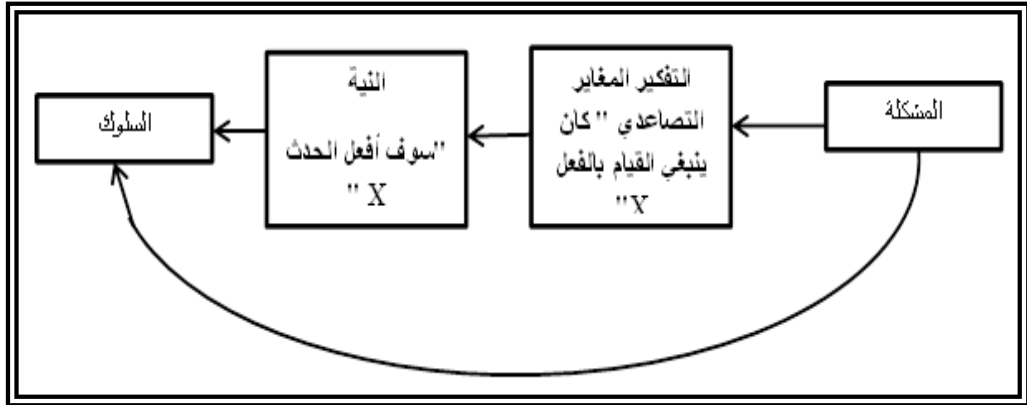 المشكلة
التفكير المغاير
التصاعدي " كان
ينبغي القيام بالفعل
"X
النية
"سوف أفعل الحدث
" X
السلوك